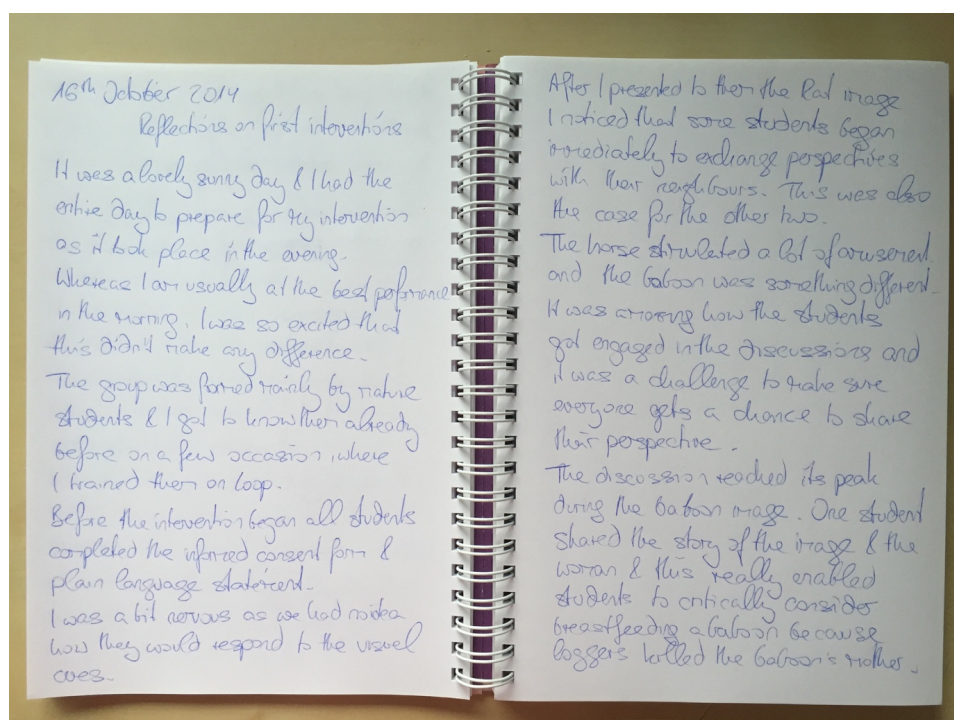 16th October 2014
Reflections on first interventions
It was a lovely sunny day & I had the
entire day to prepare for my intervention
as it took place in the evening.
Whereas I am usually at the best performance
in the morning, I was so excited that
this didn't make any difference.
The group was formed mainly by mature
students & I got to know them already
before on a few occasion, where
I trained them on Loop.
Before the intervention began all students
completed the informed consent form &
plain language statement.
I was a bit nervous as we had no idea
how they would respond to the visual
cues.
After I presented to them the Rat image
I noticed that some students began
immediately to exchange perspectives
with their neighbours. This was also
the case for the other two.
The horse stimulated a lot of amusement
and the baboon was something different.
It was amazing how the students
got engaged in the discussions and
it was a challenge to make sure
everyone gets a chance to share
their perspective.
The discussion reached its peak
during the baboon image. One student
shared the story of the image & the
woman & this really enabled
students to critically consider
breastfeeding a baboon because
loggers killed the baboon's mother.